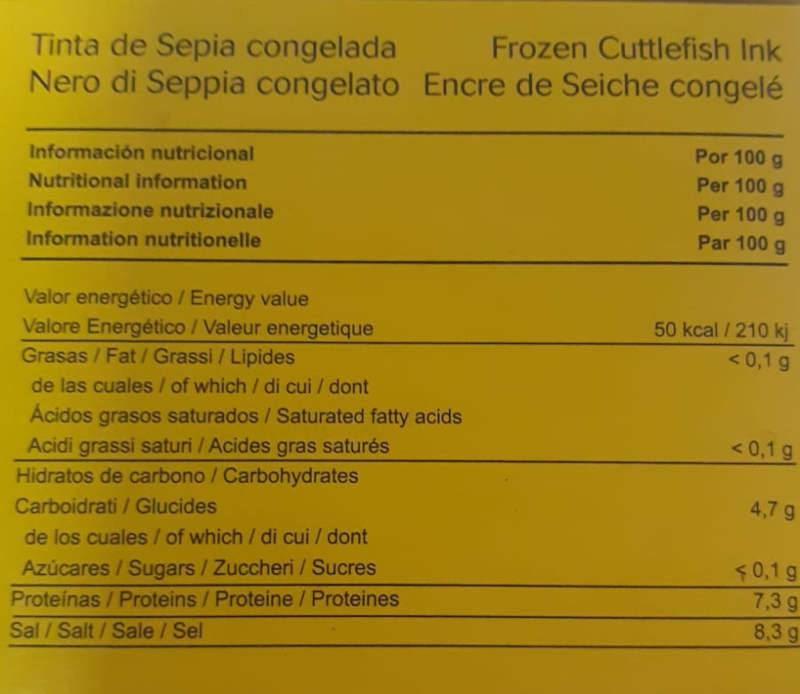 Tinta de Sepia congelada Frozen Cuttlefish Ink
Nero di Seppia congelato Encre de Seiche congelé
Información nutricional Por 100 g
Nutritional information Per 100 g
Informazione nutrizionale Per 100 g
Information nutritionelle Par 100 g
Valor energético / Energy value
Valore Energético / Valeur energetique 50 kcal / 210 kj
Grasas / Fat / Grassi / Lipides < 0,1 g
de las cuales / of which / di cui / dont
Ácidos grasos saturados / Saturated fatty acids
Acidi grassi saturi / Acides gras saturés < 0,1 g
Hidratos de carbono / Carbohydrates
Carboidrati / Glucides 4,7 g
de los cuales / of which / di cui / dont
Azúcares / Sugars / Zuccheri / Sucres ≤ 0,1 g
Proteínas / Proteins / Proteine / Proteines 7,3 g
Sal / Salt / Sale / Sel 8,3 g